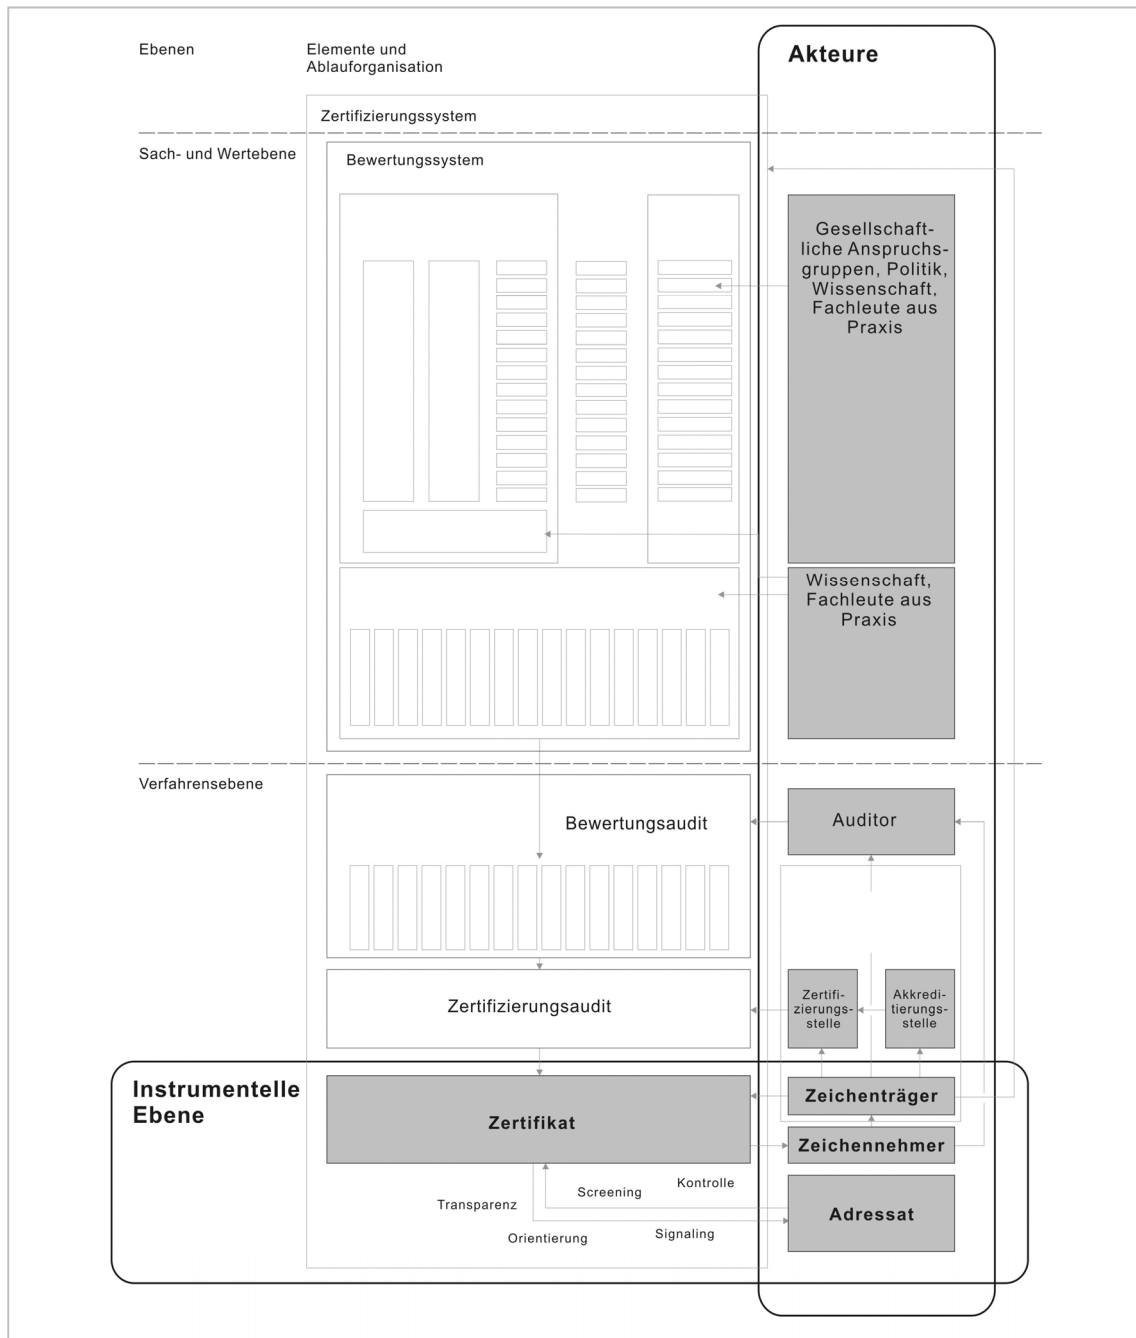 Ebenen
Elemente und
Ablauforganisation
Akteure
Zertifizierungssystem
Sach- und Wertebene
Bewertungssystem
Gesellschaft-
liche Anspruchs-
gruppen, Politik,
Wissenschaft,
Fachleute aus
Praxis
Wissenschaft,
Fachleute aus
Praxis
Verfahrensebene
Bewertungsaudit
Auditor
Zertifizierungsaudit
Zertifi-
zierungs-
stelle
Akkredi-
tierungs-
stelle
Instrumentelle
Ebene
Zertifikat
Zeichenträger
Zeichennehmer
Kontrolle
Screening
Transparenz
Signaling
Orientierung
Adressat